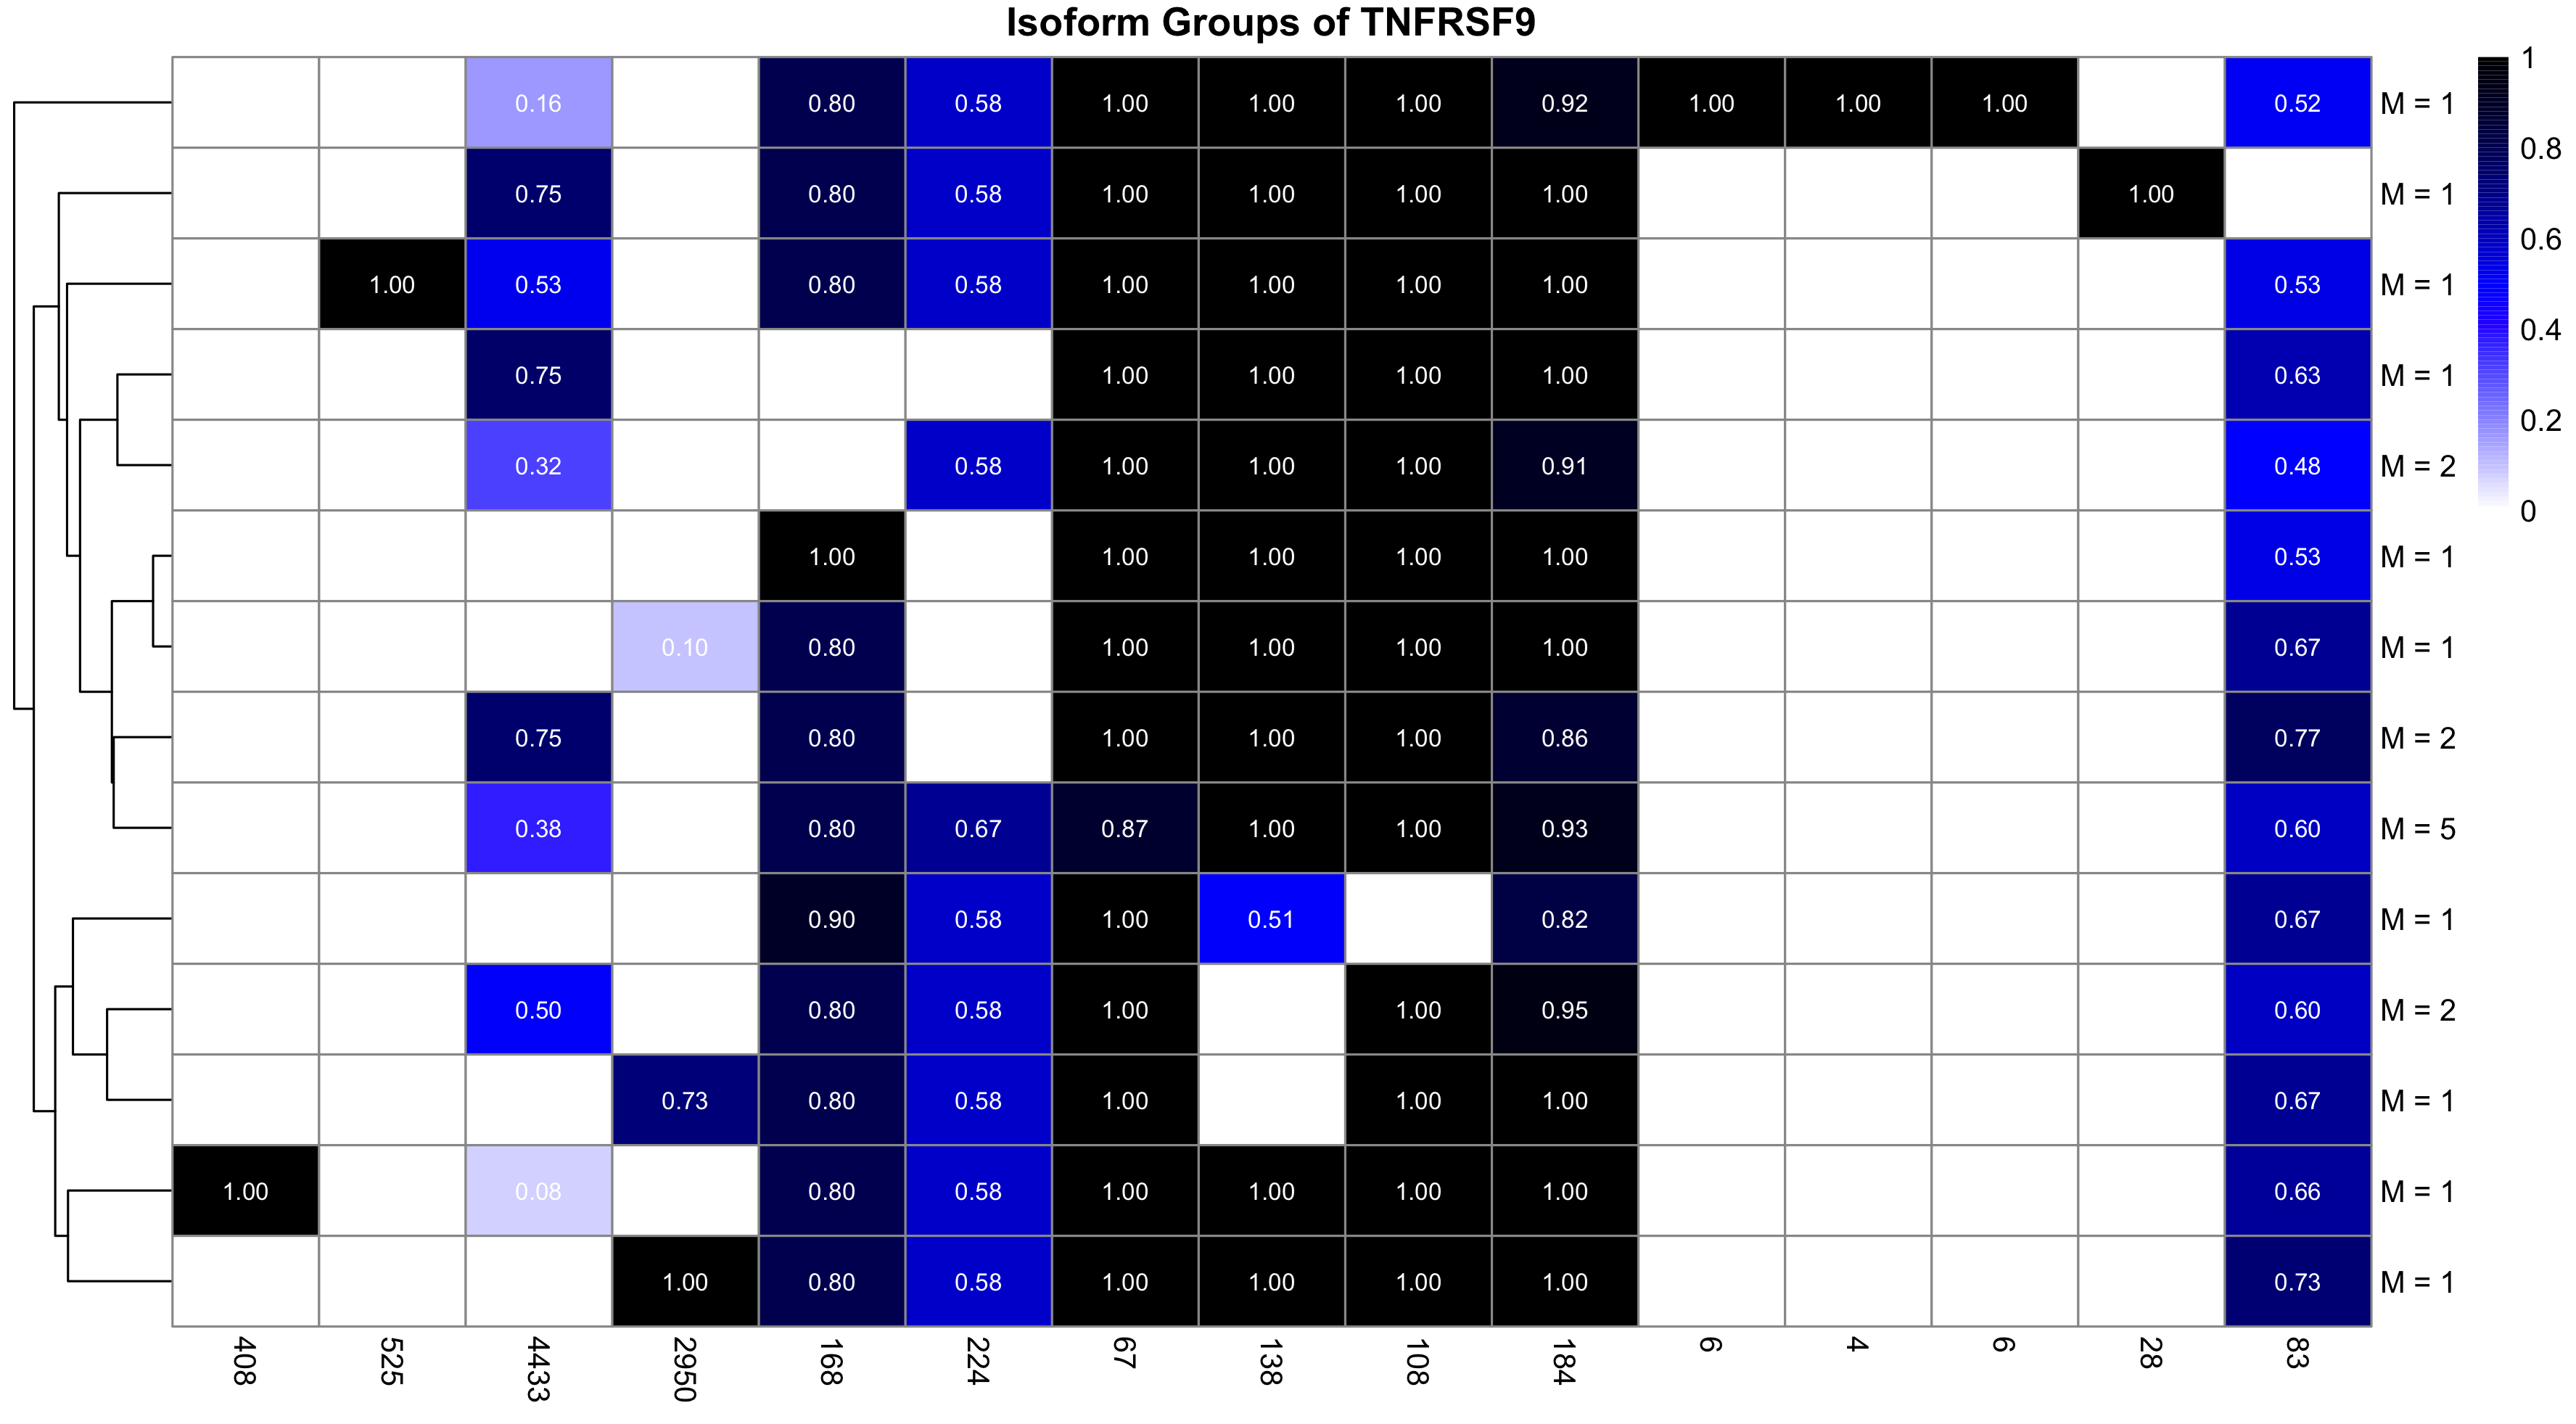 Isoform Groups of TNFRSF9
0.16 0.80 0.58 1.00 1.00 1.00 0.92 1.00 1.00 1.00 0.52 M = 1
0.75 0.80 0.58 1.00 1.00 1.00 1.00 1.00 M = 1
1.00 0.53 0.80 0.58 1.00 1.00 1.00 1.00 0.53 M = 1
0.75 1.00 1.00 1.00 1.00 0.63 M = 1
0.32 0.58 1.00 1.00 1.00 0.91 0.48 M = 2
1.00 1.00 1.00 1.00 1.00 0.53 M = 1
0.10 0.80 1.00 1.00 1.00 1.00 0.67 M = 1
0.75 0.80 1.00 1.00 1.00 0.86 0.77 M = 2
0.38 0.80 0.67 0.87 1.00 1.00 0.93 0.60 M = 5
0.90 0.58 1.00 0.51 0.82 0.67 M = 1
0.50 0.80 0.58 1.00 1.00 0.95 0.60 M = 2
0.73 0.80 0.58 1.00 1.00 1.00 0.67 M = 1
1.00 0.08 0.80 0.58 1.00 1.00 1.00 1.00 0.66 M = 1
1.00 0.80 0.58 1.00 1.00 1.00 1.00 0.73 M = 1
408 525 4433 2950 168 2224 67 138 108 184 6 4 6 28 83
1
0.8
0.6
0.4
0.2
0